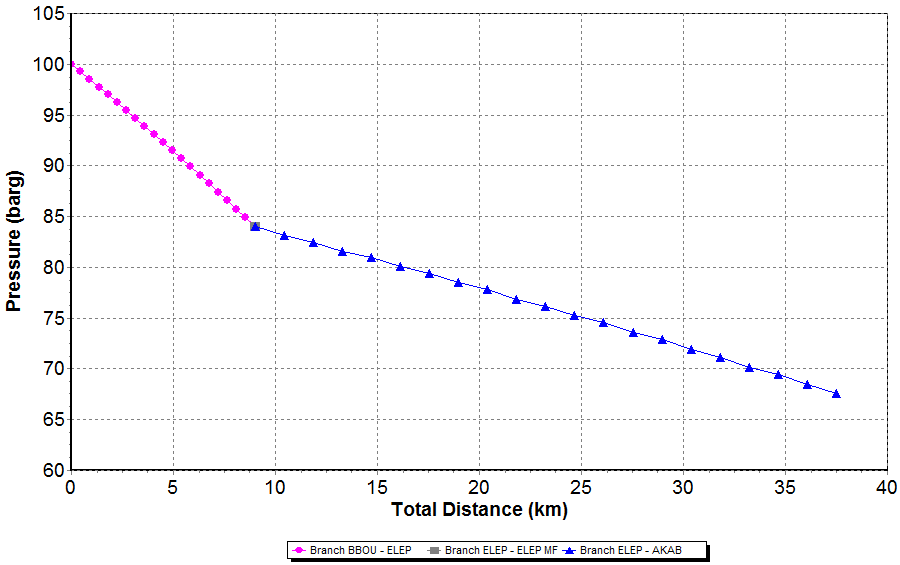 105
100
95
90
85
80
75
70
65
60
Pressure (barg)
0 5 10 15 20 25 30 35 40
Total Distance (km)
Branch BBOU - ELEP Branch ELEP - ELEP MF Branch ELEP - AKAB